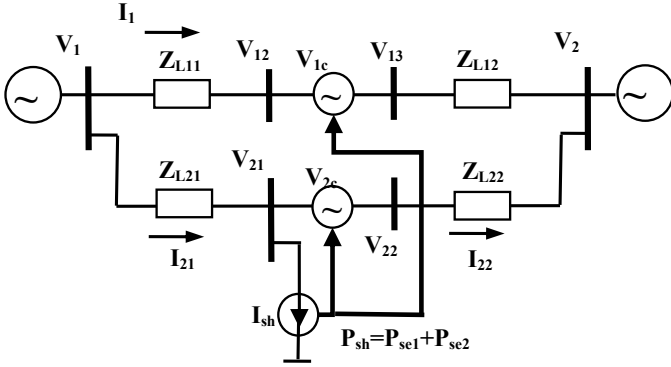 I1
V1
V12
V1c
V13
V2
ZL11
ZL12
V21
V2c
ZL21
ZL22
V22
I21
I22
Ish
Psh=Pse1+Pse2